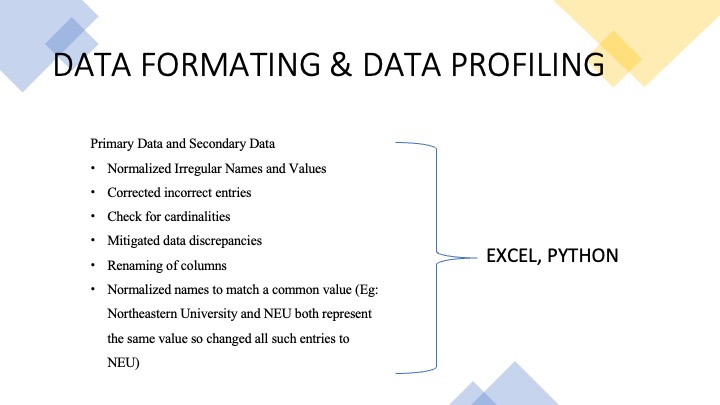 DATA FORMATING & DATA PROFILING
Primary Data and Secondary Data
• Normalized Irregular Names and Values
• Corrected incorrect entries
• Check for cardinalities
• Mitigated data discrepancies
• Renaming of columns
• Normalized names to match a common value (Eg:
Northeastern University and NEU both represent
the same value so changed all such entries to
NEU)
EXCEL, PYTHON